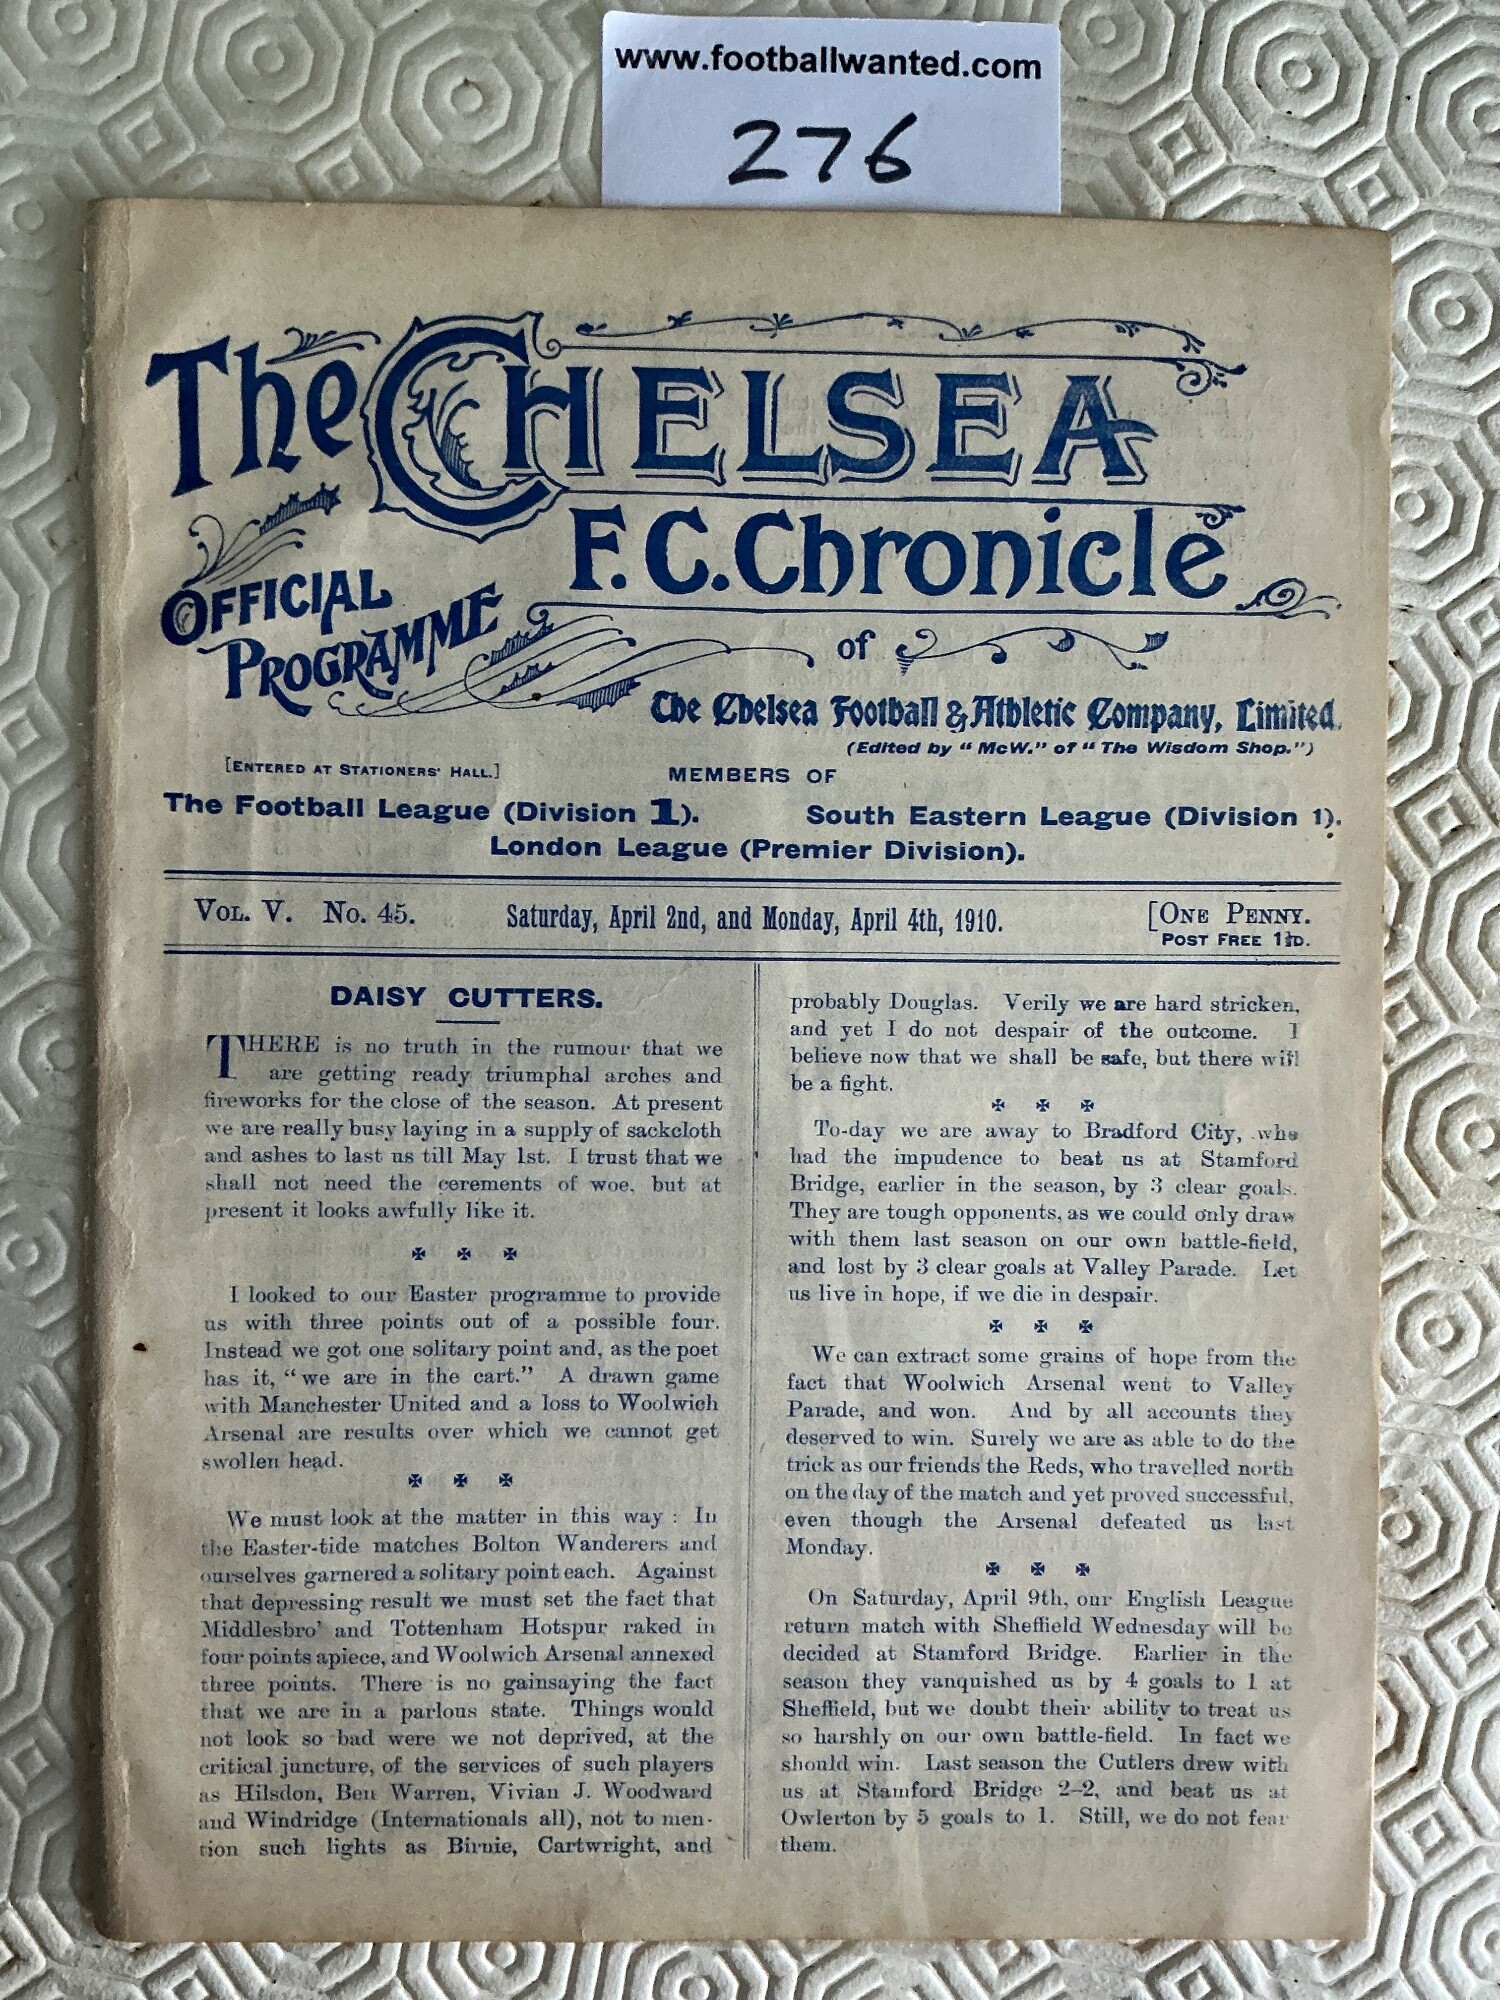 www.footballwanted.com
276
The CHELSEA
F.C. Chronicle
OFFICIAL
PROGRAMME
of
The Chelsea Football & Athletic Company, Limited.
(Edited by "McW." of "The Wisdom Shop.")
[ENTERED AT STATIONERS' HALL.]
MEMBERS OF
The Football League (Division 1). South Eastern League (Division 1).
London League (Premier Division).
VOL. V. No. 45. Saturday, April 2nd, and Monday, April 4th, 1910. [ONE PENNY.
POST FREE 1½D.
DAISY CUTTERS.
THERE is no truth in the rumour that we
are getting ready triumphal arches and
fireworks for the close of the season. At present
we are really busy laying in a supply of sackcloth
and ashes to last us till May 1st. I trust that we
shall not need the cerements of woe, but at
present it looks awfully like it.
✠ ✠ ✠
I looked to our Easter programme to provide
us with three points out of a possible four.
Instead we got one solitary point and, as the poet
has it, "we are in the cart." A drawn game
with Manchester United and a loss to Woolwich
Arsenal are results over which we cannot get
swollen head.
✠ ✠ ✠
We must look at the matter in this way: In
the Easter-tide matches Bolton Wanderers and
ourselves garnered a solitary point each. Against
that depressing result we must set the fact that
Middlesbro' and Tottenham Hotspur raked in
four points apiece, and Woolwich Arsenal annexed
three points. There is no gainsaying the fact
that we are in a parlous state. Things would
not look so bad were we not deprived, at the
critical juncture, of the services of such players
as Hilsdon, Ben Warren, Vivian J. Woodward
and Windridge (Internationals all), not to men-
tion such lights as Birnie, Cartwright, and
probably Douglas. Verily we are hard stricken,
and yet I do not despair of the outcome. I
believe now that we shall be safe, but there will
be a fight.
✠ ✠ ✠
To-day we are away to Bradford City, who
had the impudence to beat us at Stamford
Bridge, earlier in the season, by 3 clear goals.
They are tough opponents, as we could only draw
with them last season on our own battle-field,
and lost by 3 clear goals at Valley Parade. Let
us live in hope, if we die in despair.
✠ ✠ ✠
We can extract some grains of hope from the
fact that Woolwich Arsenal went to Valley
Parade, and won. And by all accounts they
deserved to win. Surely we are as able to do the
trick as our friends the Reds, who travelled north
on the day of the match and yet proved successful,
even though the Arsenal defeated us last
Monday.
✠ ✠ ✠
On Saturday, April 9th, our English League
return match with Sheffield Wednesday will be
decided at Stamford Bridge. Earlier in the
season they vanquished us by 4 goals to 1 at
Sheffield, but we doubt their ability to treat us
so harshly on our own battle-field. In fact we
should win. Last season the Cutlers drew with
us at Stamford Bridge 2-2, and beat us at
Owlerton by 5 goals to 1. Still, we do not fear
them.